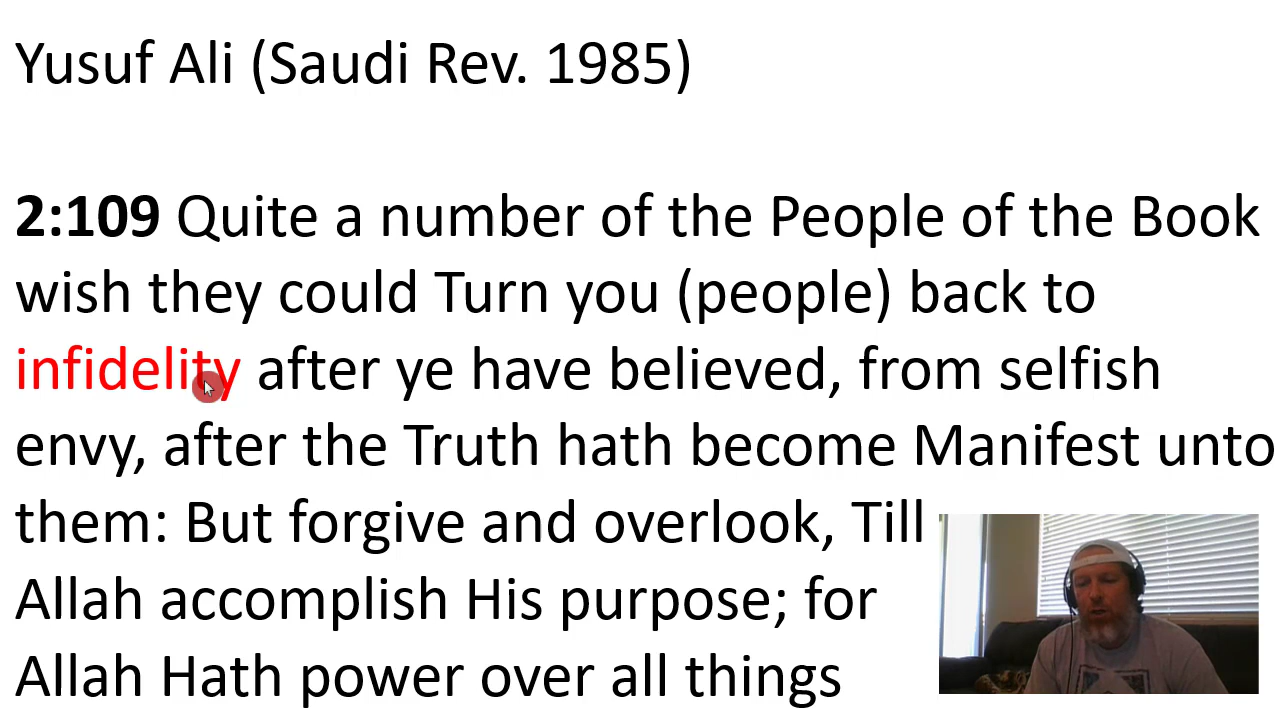 Yusuf Ali (Saudi Rev. 1985)
2:109 Quite a number of the People of the Book
wish they could Turn you (people) back to
infidelity after ye have believed, from selfish
envy, after the Truth hath become Manifest unto
them: But forgive and overlook, Till
Allah accomplish His purpose; for
Allah Hath power over all things